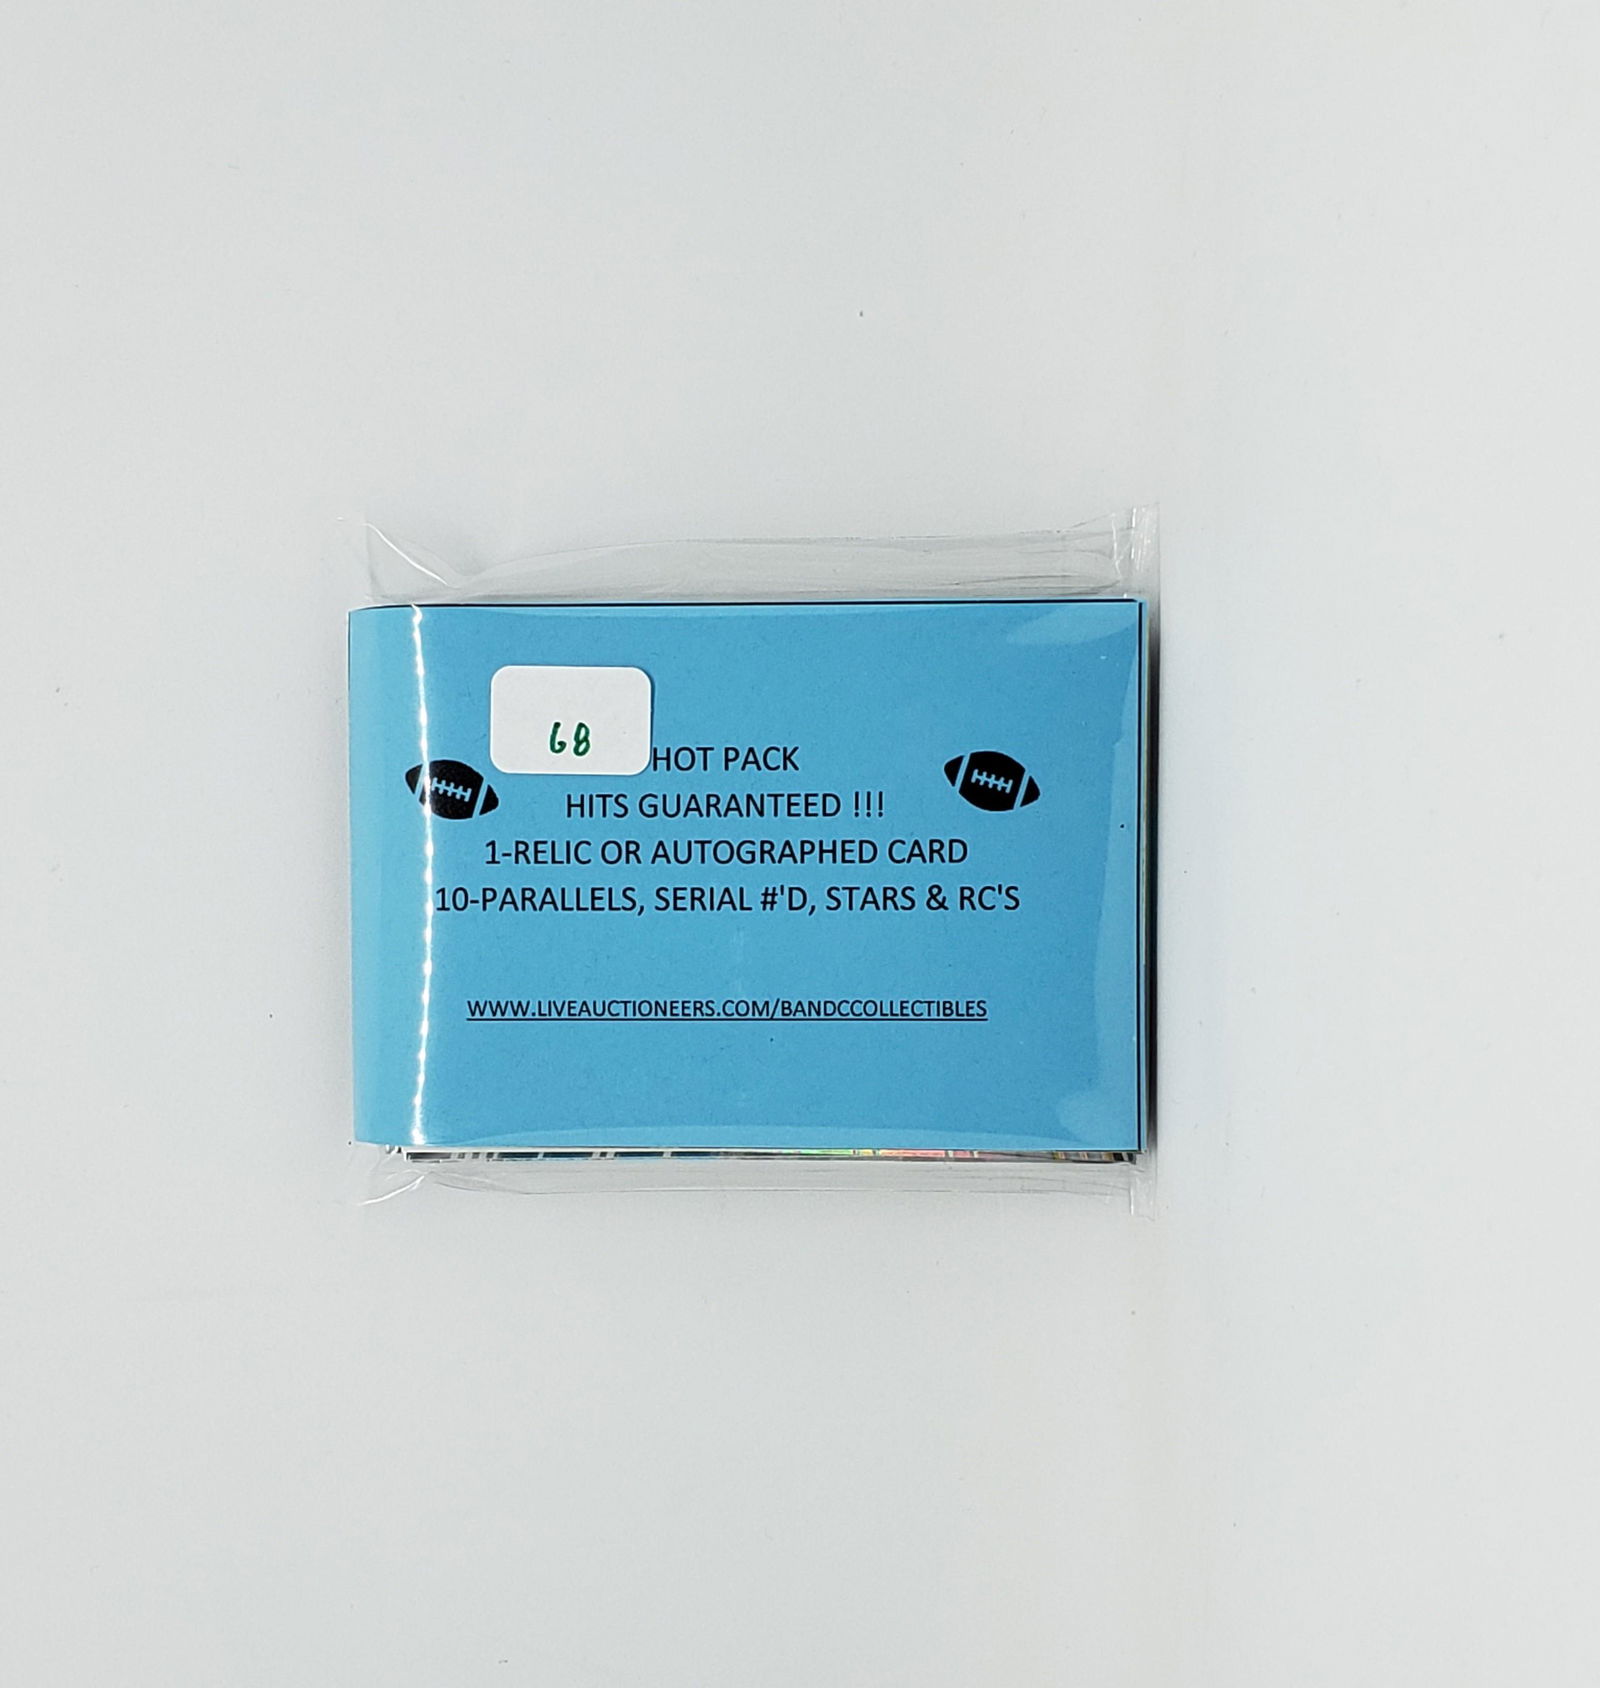 68
HOT PACK
HITS GUARANTEED !!!
1-RELIC OR AUTOGRAPHED CARD
10-PARALLELS, SERIAL #'D, STARS & RC'S
WWW.LIVEAUCTIONEERS.COM/BANDCCOLLECTIBLES